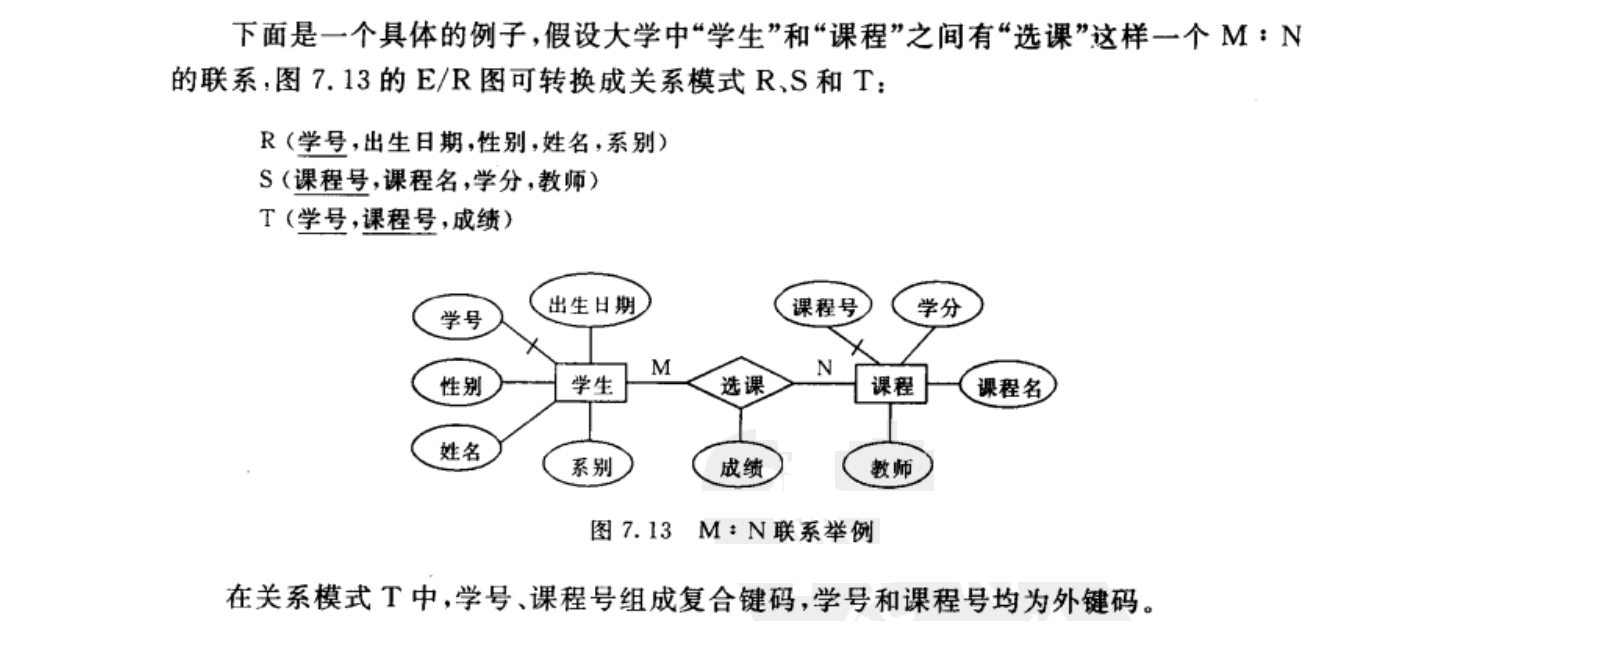 下面是一个具体的例子,假设大学中“学生”和“课程”之间有“选课”这样一个 M∶N
的联系,图 7.13 的 E/R 图可转换成关系模式 R、S 和 T:
R(学号,出生日期,性别,姓名,系别)
S(课程号,课程名,学分,教师)
T(学号,课程号,成绩)
学号
出生日期
课程号
学分
性别
学生
M
选课
N
课程
课程名
姓名
系别
成绩
教师
图 7.13 M∶N 联系举例
在关系模式 T 中,学号、课程号组成复合键码,学号和课程号均为外键码。